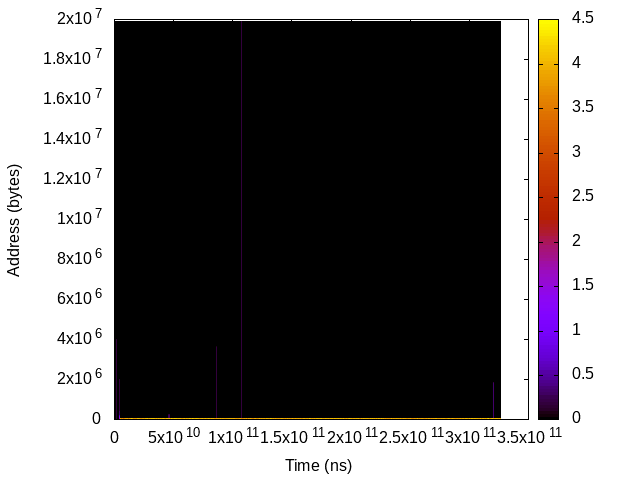 2x10^7
1.8x10^7
1.6x10^7
1.4x10^7
1.2x10^7
1x10^7
8x10^6
6x10^6
4x10^6
2x10^6
0
Address (bytes)
0 5x10^10 1x10^11 1.5x10^11 2x10^11 2.5x10^11 3x10^11 3.5x10^11
Time (ns)
4.5
4
3.5
3
2.5
2
1.5
1
0.5
0